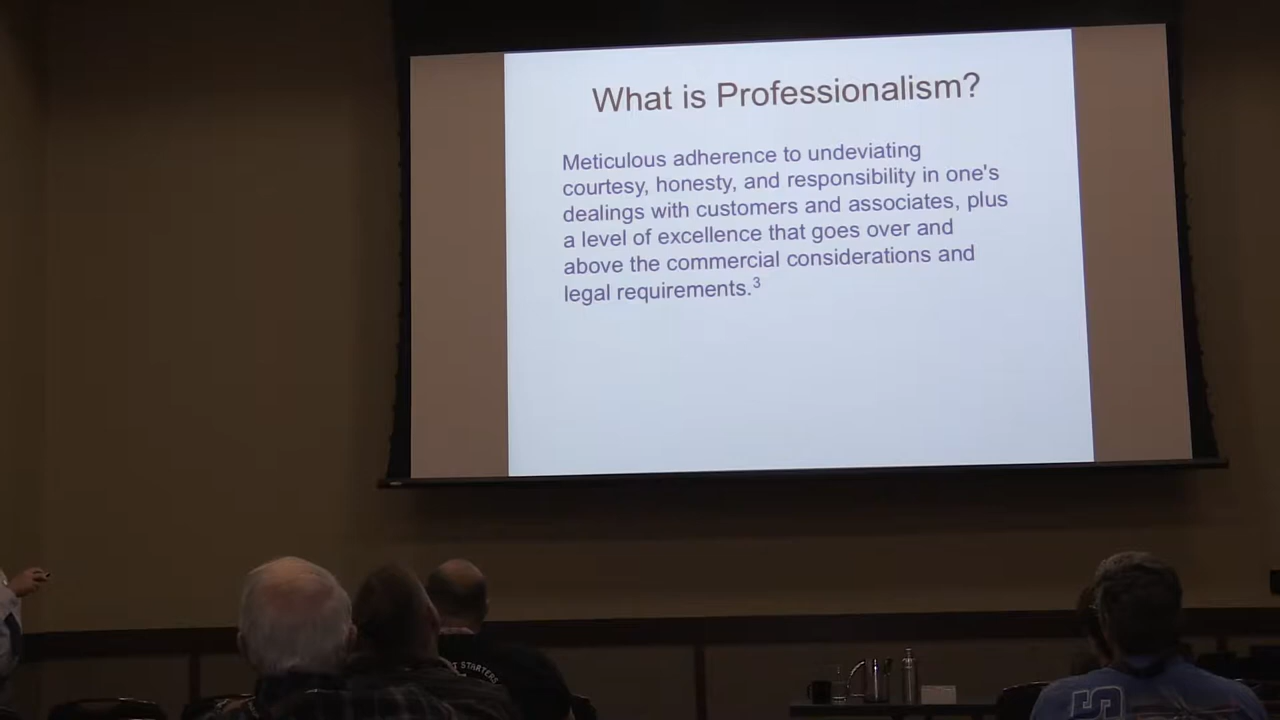 What is Professionalism?
Meticulous adherence to undeviating
courtesy, honesty, and responsibility in one's
dealings with customers and associates, plus
a level of excellence that goes over and
above the commercial considerations and
legal requirements.3
STARTERS
S